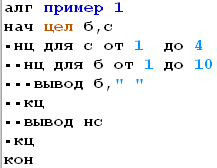 алг пример 1
нач цел б,с
··нц для с от 1  до 4
···нц для б от 1 до 10
····вывод б," "
···кц
···вывод нс
··кц
кон